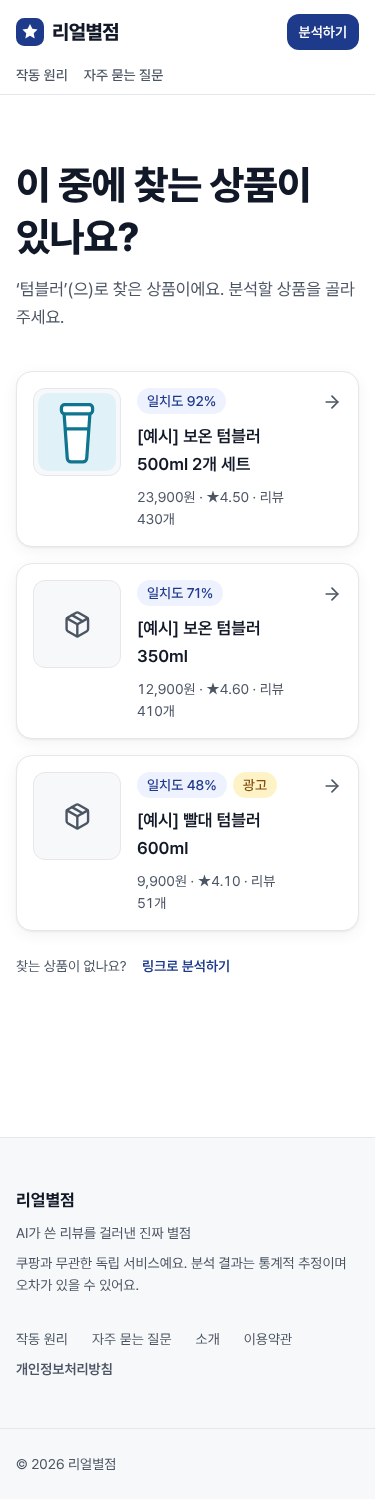 리얼별점
분석하기
작동 원리 자주 묻는 질문
이 중에 찾는 상품이
있나요?
‘텀블러’(으)로 찾은 상품이에요. 분석할 상품을 골라
주세요.
일치도 92%
[예시] 보온 텀블러
500ml 2개 세트
23,900원 · ★4.50 · 리뷰
430개
일치도 71%
[예시] 보온 텀블러
350ml
12,900원 · ★4.60 · 리뷰
410개
일치도 48% 광고
[예시] 빨대 텀블러
600ml
9,900원 · ★4.10 · 리뷰
51개
찾는 상품이 없나요? 링크로 분석하기
리얼별점
AI가 쓴 리뷰를 걸러낸 진짜 별점
쿠팡과 무관한 독립 서비스예요. 분석 결과는 통계적 추정이며
오차가 있을 수 있어요.
작동 원리 자주 묻는 질문 소개 이용약관
개인정보처리방침
© 2026 리얼별점